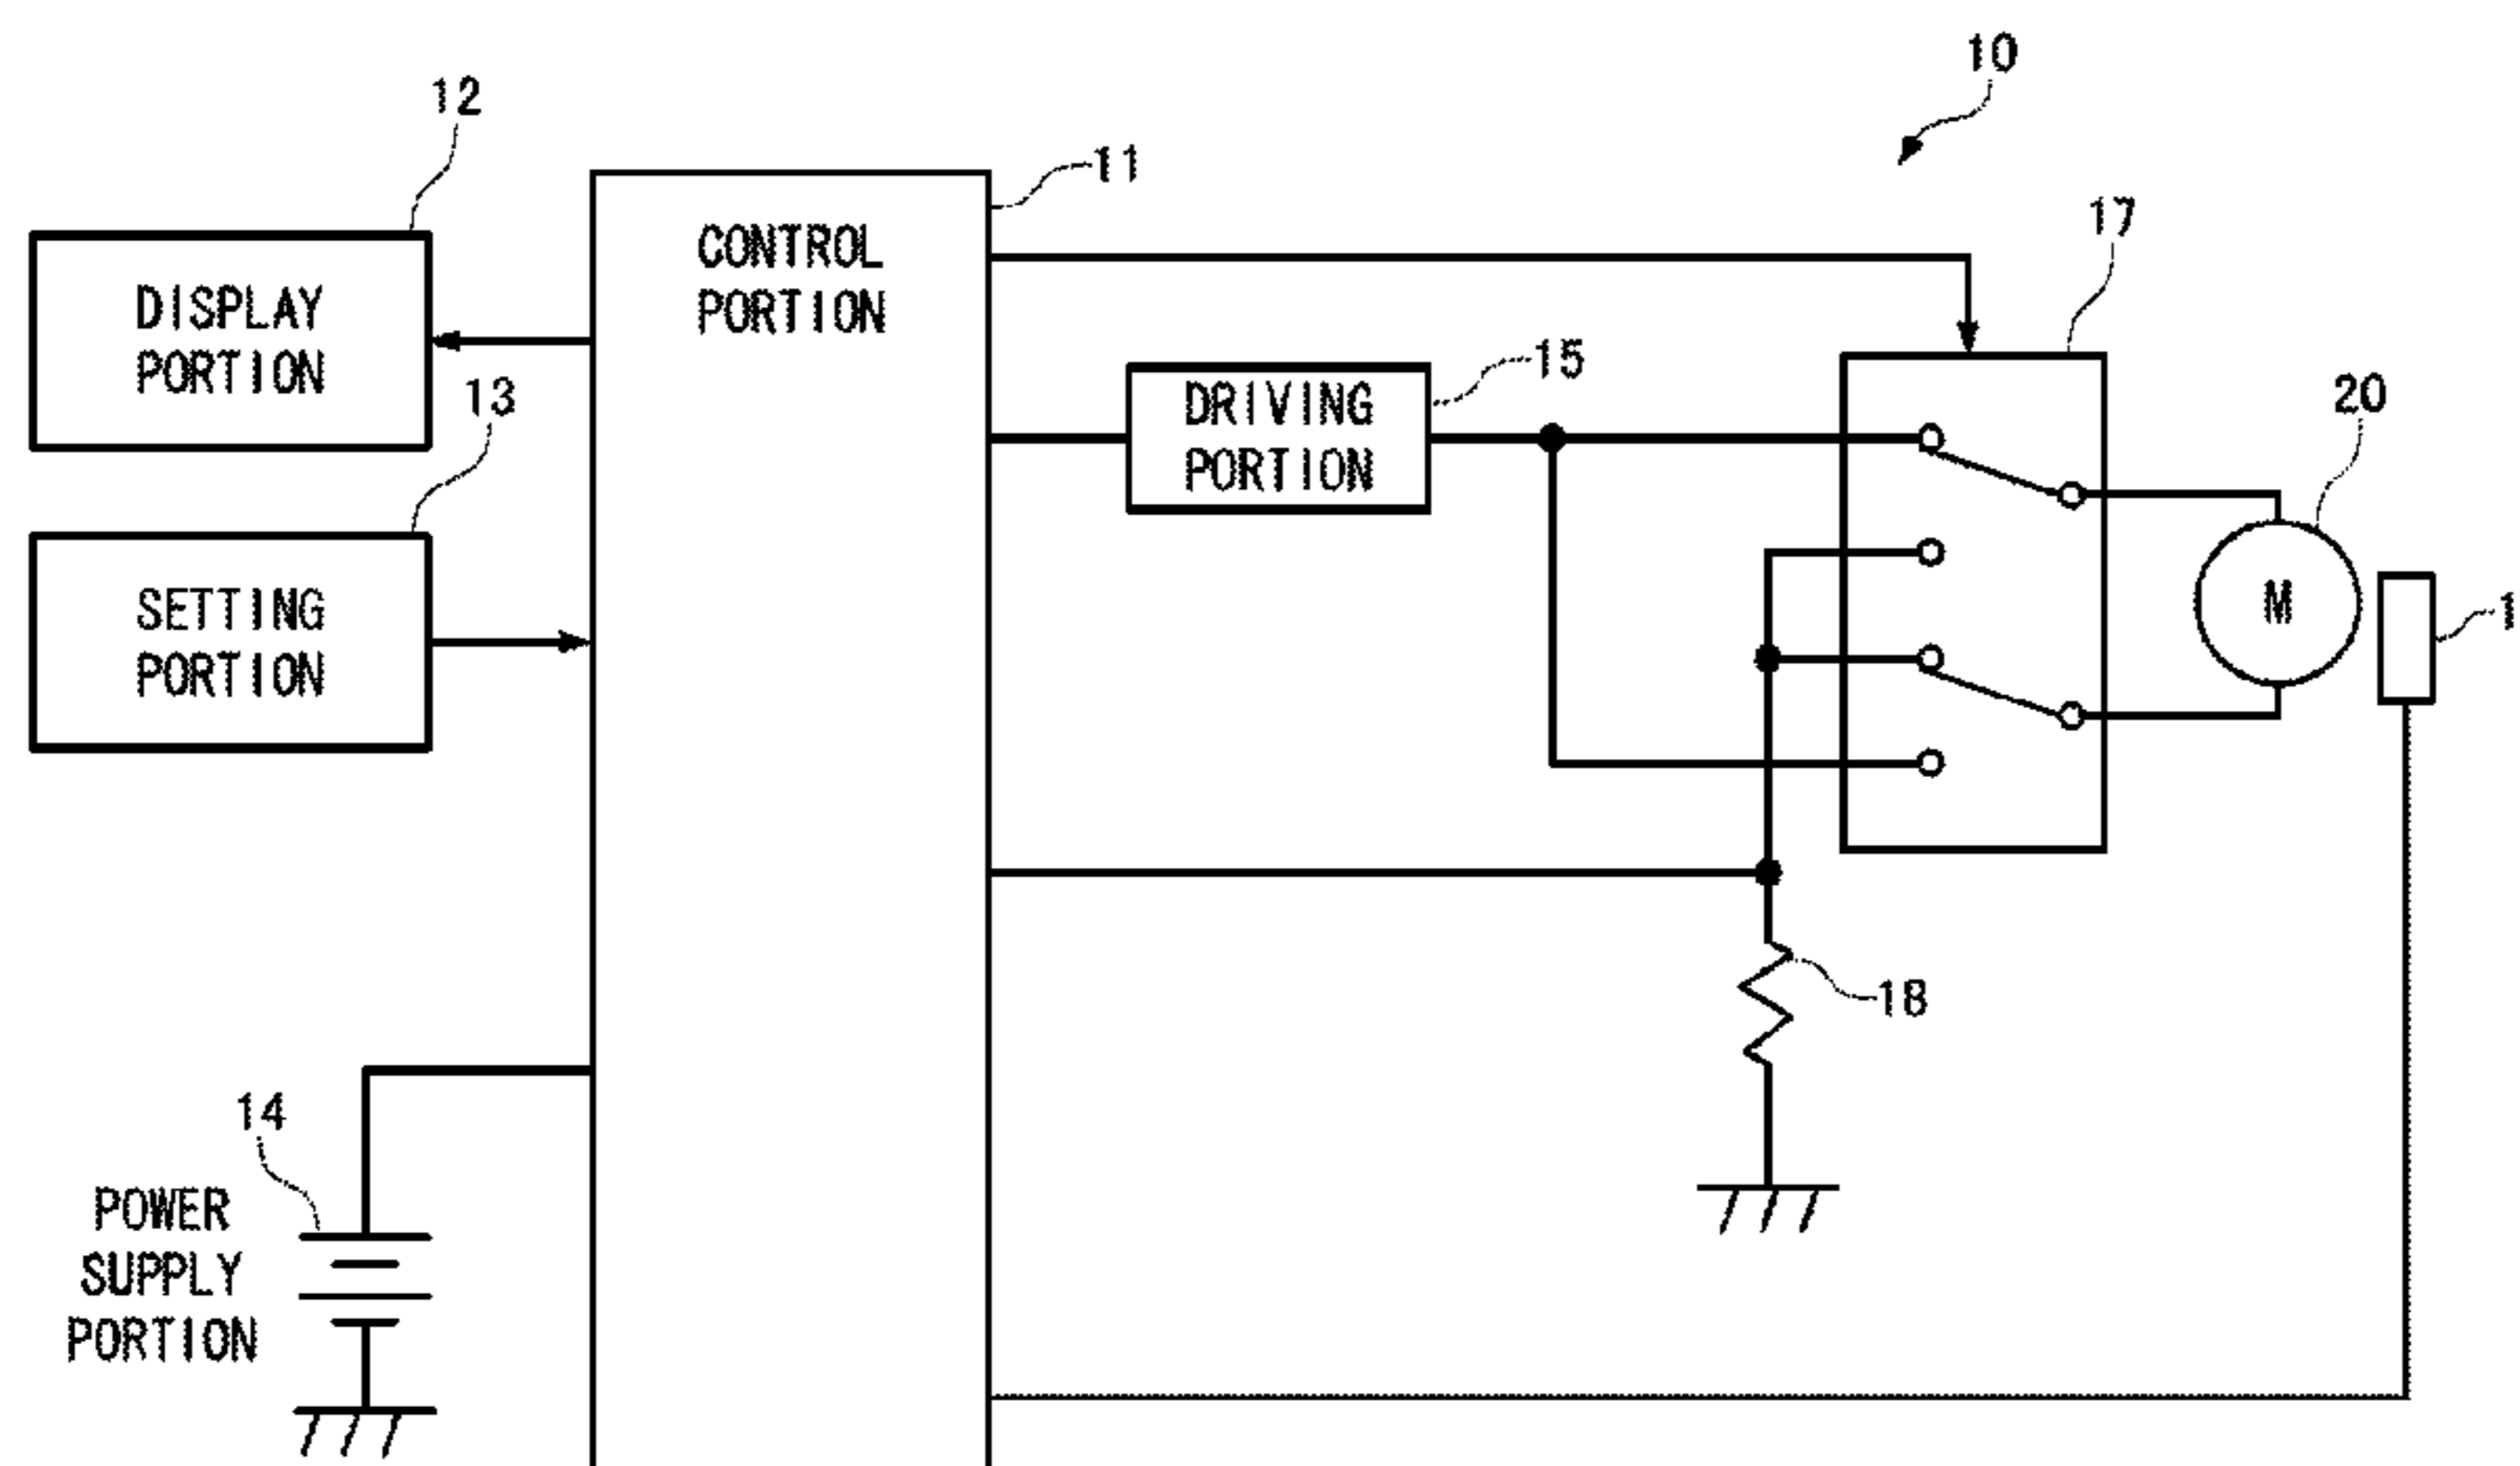 10
12
11
17
CONTROL
PORTION
DISPLAY
PORTION
15
DRIVING
PORTION
13
20
SETTING
PORTION
M
1
18
14
POWER
SUPPLY
PORTION